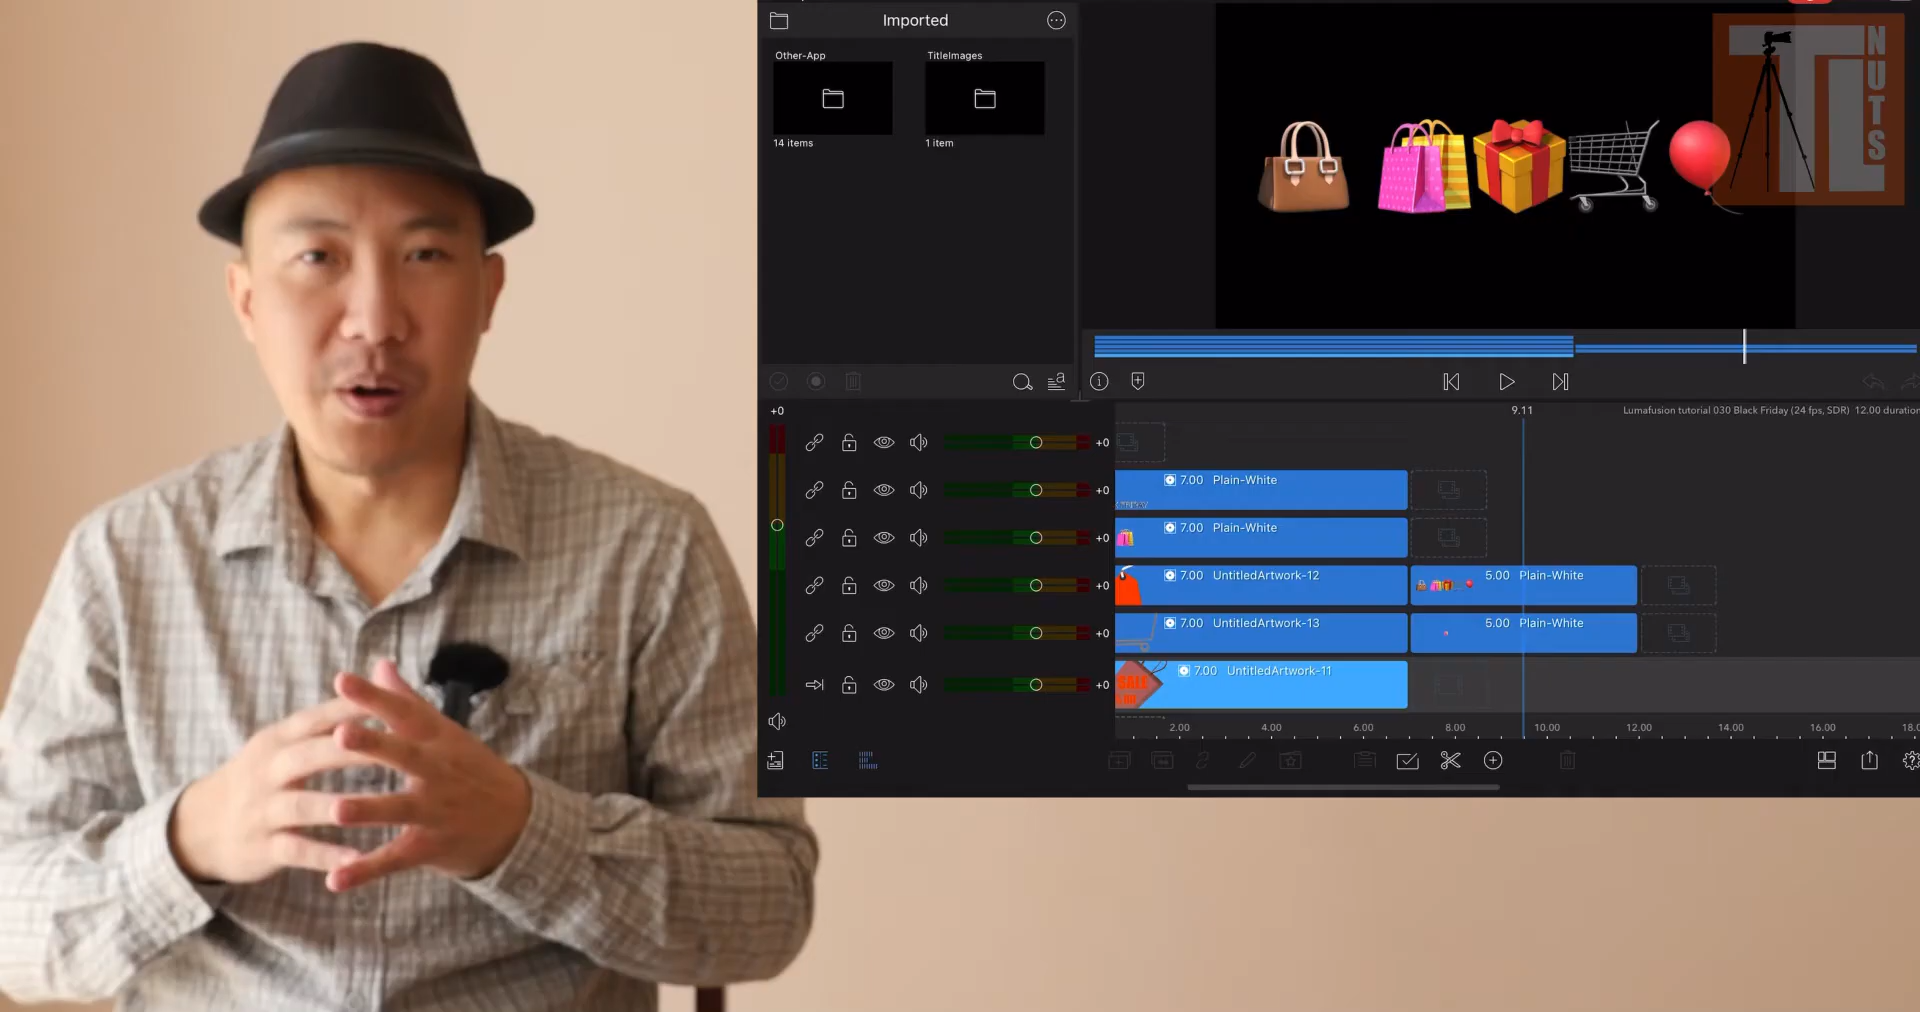 Imported
Other-App
TitleImages
14 items
1 item
TL
NUTS
+0
9.11
Lumafusion tutorial 030 Black Friday (24 fps, SDR) 12.00 duration
+0
+0
7.00 Plain-White
+0
7.00 Plain-White
+0
7.00 UntitledArtwork-12
5.00 Plain-White
+0
7.00 UntitledArtwork-13
5.00 Plain-White
+0
7.00 UntitledArtwork-11
SALE
2.00 4.00 6.00 8.00 10.00 12.00 14.00 16.00 18.0